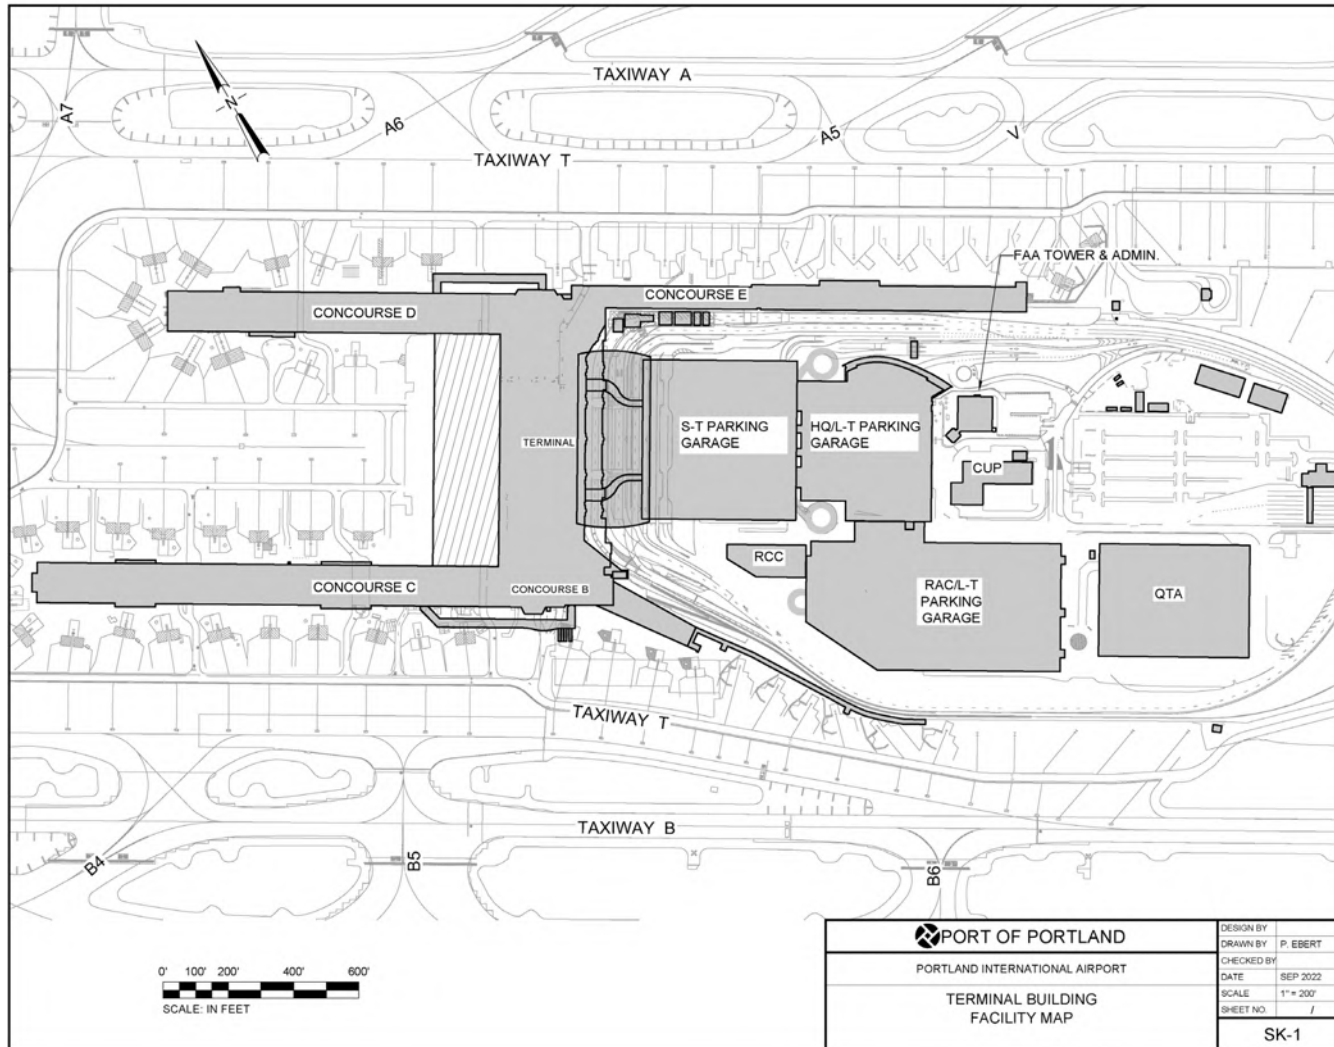 TAXIWAY A
A7
A6
A5
V
N
TAXIWAY T
FAA TOWER & ADMIN.
CONCOURSE E
CONCOURSE D
S-T PARKING
GARAGE
HQ/L-T PARKING
GARAGE
TERMINAL
CUP
RCC
CONCOURSE C
CONCOURSE B
RAC/L-T
PARKING
GARAGE
QTA
TAXIWAY T
TAXIWAY B
B4
B5
B6
0' 100' 200' 400' 600'
SCALE: IN FEET
PORT OF PORTLAND
PORTLAND INTERNATIONAL AIRPORT
TERMINAL BUILDING
FACILITY MAP
DESIGN BY
DRAWN BY P. EBERT
CHECKED BY
DATE SEP 2022
SCALE 1" = 200'
SHEET NO. /
SK-1